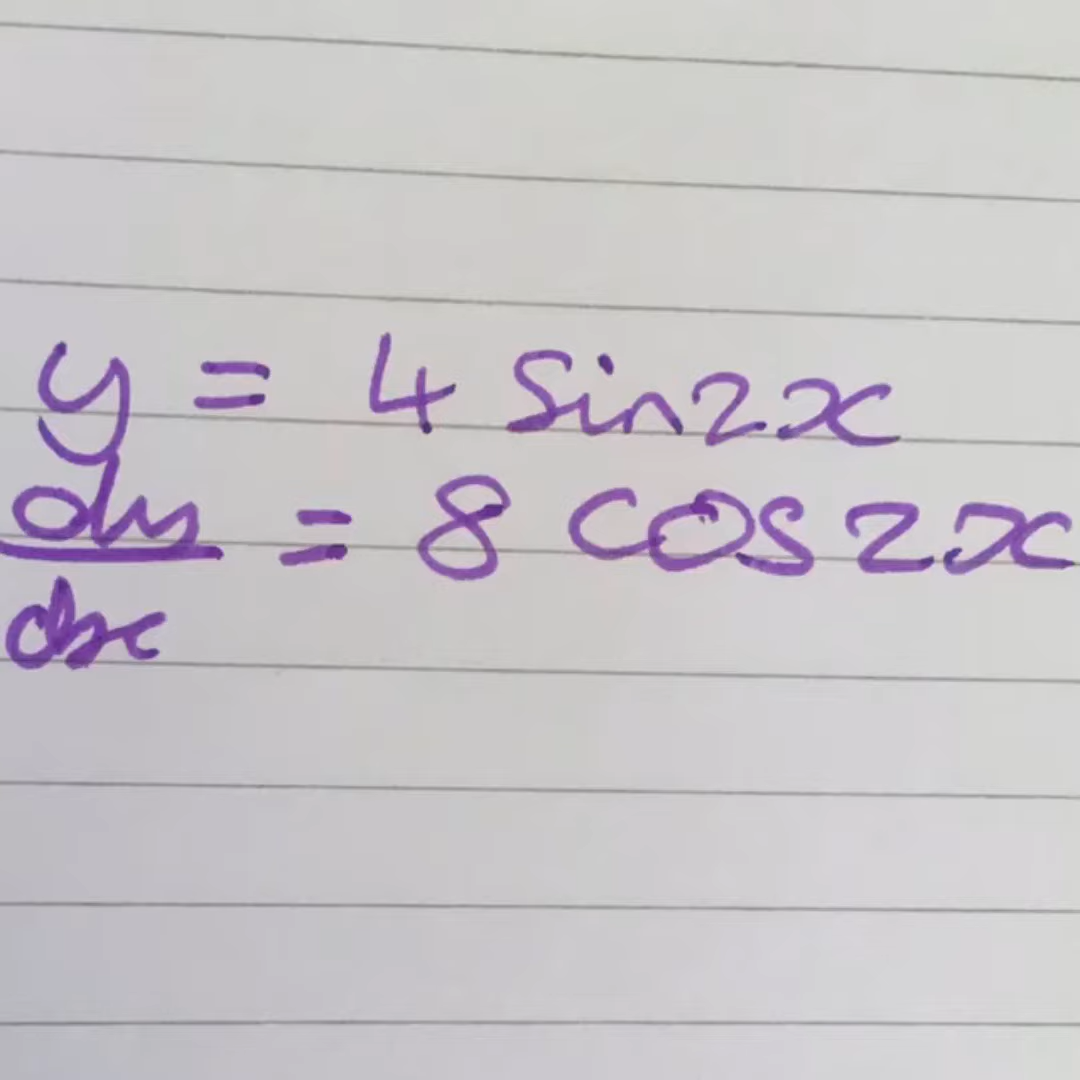 y = 4 sin2x
dy/dx = 8 cos2x